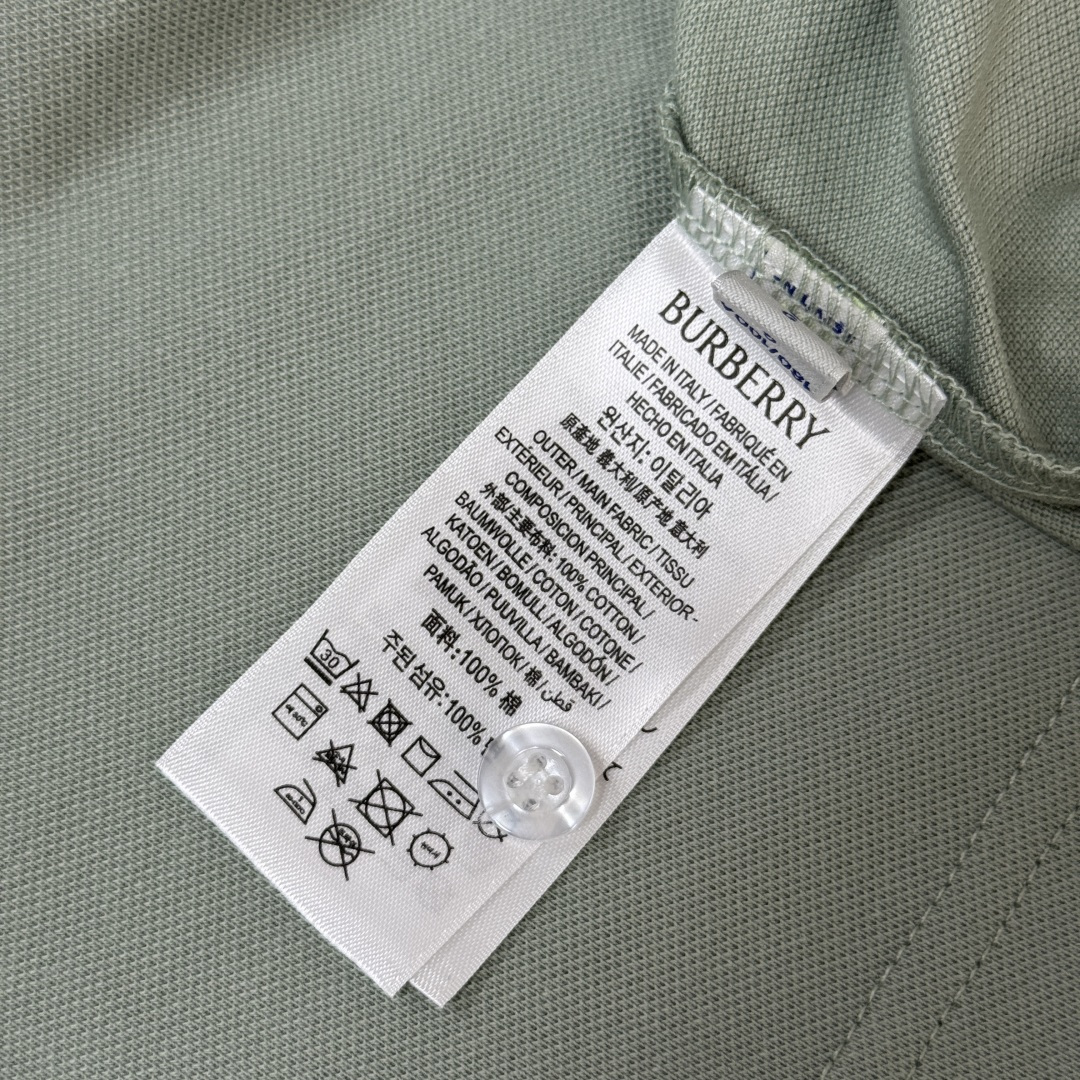 BURBERRY
MADE IN ITALY / FABRIQUÉ EN
ITALIE / FABRICADO EM ITÁLIA /
HECHO EN ITALIA
원산지: 이탈리아
原產地 義大利/原产地 意大利
OUTER / MAIN FABRIC / TISSU
EXTÉRIEUR / PRINCIPAL / EXTERIOR -
COMPOSICION PRINCIPAL /
外部/主要布料: 100% COTTON /
BAUMWOLLE / COTON / COTONE /
KATOEN / BOMULL / ALGODÓN /
ALGODÃO / PUUVILLA / BAMBAKI /
PAMUK / ХЛОПОК / 棉 / قطن
面料: 100% 棉
주된 섬유: 100%
30